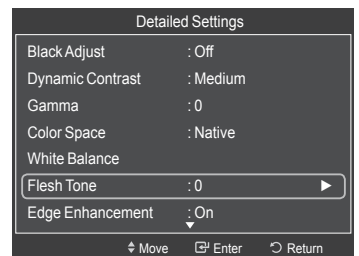 Detailed Settings
Black Adjust : Off
Dynamic Contrast : Medium
Gamma : 0
Color Space : Native
White Balance
Flesh Tone : 0
Edge Enhancement : On
Move Enter Return